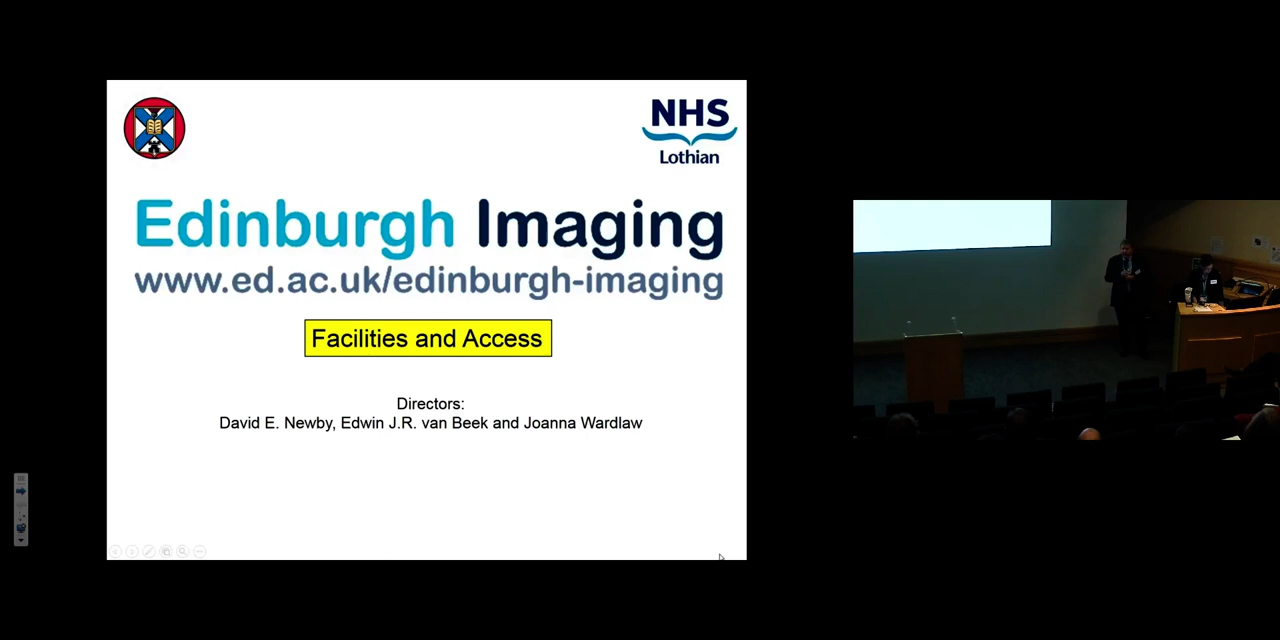 NHS
Lothian
Edinburgh Imaging
www.ed.ac.uk/edinburgh-imaging
Facilities and Access
Directors:
David E. Newby, Edwin J.R. van Beek and Joanna Wardlaw